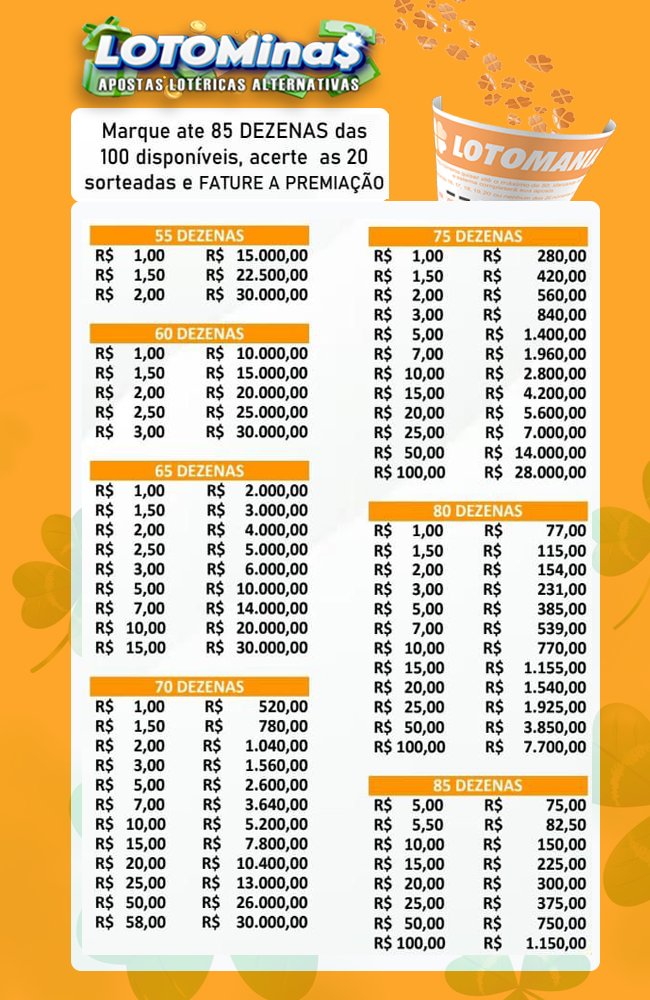 LOTOMina$
APOSTAS LOTÉRICAS ALTERNATIVAS
Marque ate 85 DEZENAS das
100 disponíveis, acerte as 20
sorteadas e FATURE A PREMIAÇÃO
LOTOMANIA
55 DEZENAS
R$ 1,00 R$ 15.000,00
R$ 1,50 R$ 22.500,00
R$ 2,00 R$ 30.000,00
60 DEZENAS
R$ 1,00 R$ 10.000,00
R$ 1,50 R$ 15.000,00
R$ 2,00 R$ 20.000,00
R$ 2,50 R$ 25.000,00
R$ 3,00 R$ 30.000,00
65 DEZENAS
R$ 1,00 R$ 2.000,00
R$ 1,50 R$ 3.000,00
R$ 2,00 R$ 4.000,00
R$ 2,50 R$ 5.000,00
R$ 3,00 R$ 6.000,00
R$ 5,00 R$ 10.000,00
R$ 7,00 R$ 14.000,00
R$ 10,00 R$ 20.000,00
R$ 15,00 R$ 30.000,00
70 DEZENAS
R$ 1,00 R$ 520,00
R$ 1,50 R$ 780,00
R$ 2,00 R$ 1.040,00
R$ 3,00 R$ 1.560,00
R$ 5,00 R$ 2.600,00
R$ 7,00 R$ 3.640,00
R$ 10,00 R$ 5.200,00
R$ 15,00 R$ 7.800,00
R$ 20,00 R$ 10.400,00
R$ 25,00 R$ 13.000,00
R$ 50,00 R$ 26.000,00
R$ 58,00 R$ 30.000,00
75 DEZENAS
R$ 1,00 R$ 280,00
R$ 1,50 R$ 420,00
R$ 2,00 R$ 560,00
R$ 3,00 R$ 840,00
R$ 5,00 R$ 1.400,00
R$ 7,00 R$ 1.960,00
R$ 10,00 R$ 2.800,00
R$ 15,00 R$ 4.200,00
R$ 20,00 R$ 5.600,00
R$ 25,00 R$ 7.000,00
R$ 50,00 R$ 14.000,00
R$ 100,00 R$ 28.000,00
80 DEZENAS
R$ 1,00 R$ 77,00
R$ 1,50 R$ 115,00
R$ 2,00 R$ 154,00
R$ 3,00 R$ 231,00
R$ 5,00 R$ 385,00
R$ 7,00 R$ 539,00
R$ 10,00 R$ 770,00
R$ 15,00 R$ 1.155,00
R$ 20,00 R$ 1.540,00
R$ 25,00 R$ 1.925,00
R$ 50,00 R$ 3.850,00
R$ 100,00 R$ 7.700,00
85 DEZENAS
R$ 5,00 R$ 75,00
R$ 5,50 R$ 82,50
R$ 10,00 R$ 150,00
R$ 15,00 R$ 225,00
R$ 20,00 R$ 300,00
R$ 25,00 R$ 375,00
R$ 50,00 R$ 750,00
R$ 100,00 R$ 1.150,00